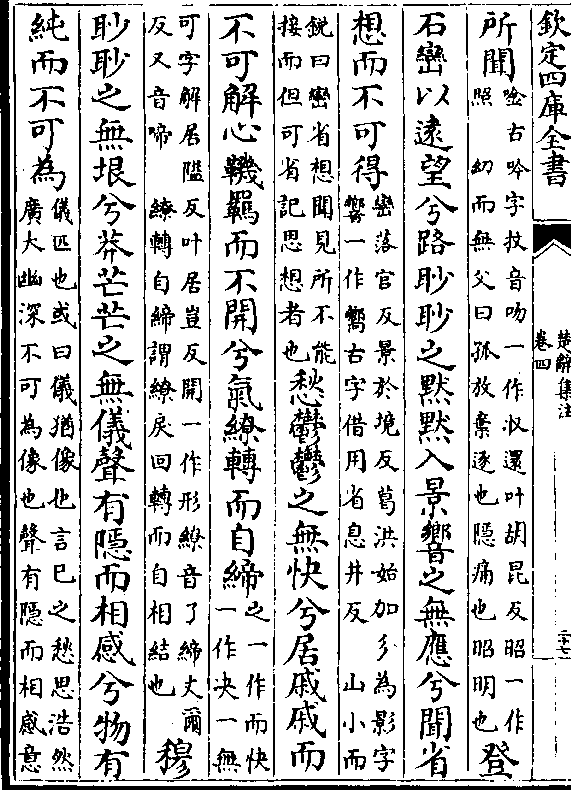 欽定四庫全書
楚辭集注
卷四
二十七
所聞
唫古吟字抆音吻一作收還叶胡昆反昭一作
照 幼而無父曰孤放棄逐也隠痛也昭明也
登
石巒以逺望兮路眇眇之黙黙入景響之無應兮聞省
想而不可得
巒落官反景於境反葛洪始加彡為影字
響一作嚮古字借用省息井反 山小而
鋭曰巒省想聞見所不能
接而但可省記思想者也
愁鬱鬱之無快兮居戚戚而
不可解心鞿羈而不開兮氣繚轉而自締
之一作而快
一作决一無
可字解居隘反叶居豈反開一作形繚音了締丈爾
反又音啼 繚轉自締謂繚戾回轉而自相結也
穆
眇眇之無垠兮莽芒芒之無儀聲有隠而相感兮物有
純而不可為
儀匹也或曰儀猶像也言已之愁思浩然
廣大幽深不可為像也聲有隠而相感意